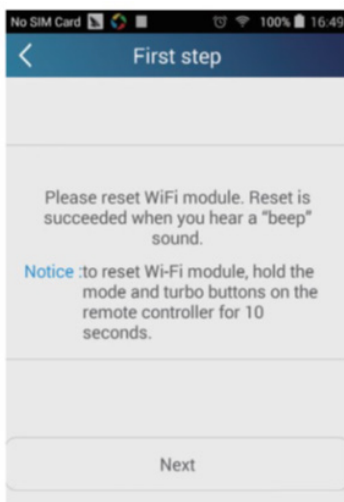 No SIM Card 100% 16:49
First step
Please reset WiFi module. Reset is
succeeded when you hear a “beep”
sound.
Notice :to reset Wi-Fi module, hold the
mode and turbo buttons on the
remote controller for 10
seconds.
Next